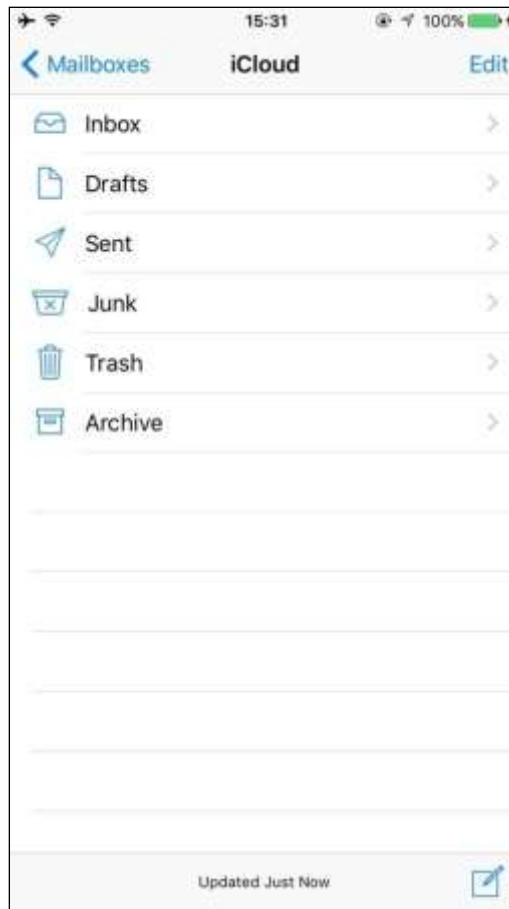 15:31 100%
Mailboxes iCloud Edit
Inbox
Drafts
Sent
Junk
Trash
Archive
Updated Just Now